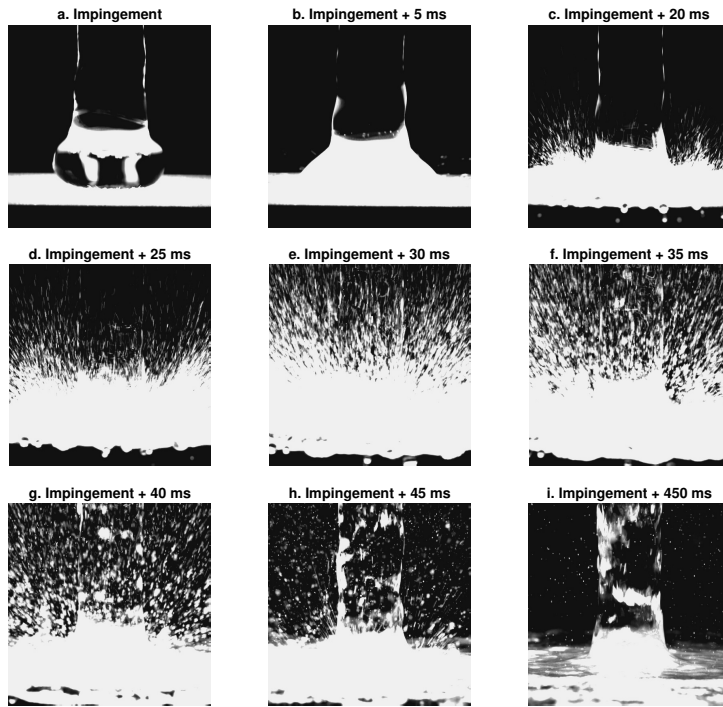 a. Impingement
b. Impingement + 5 ms
c. Impingement + 20 ms
d. Impingement + 25 ms
e. Impingement + 30 ms
f. Impingement + 35 ms
g. Impingement + 40 ms
h. Impingement + 45 ms
i. Impingement + 450 ms